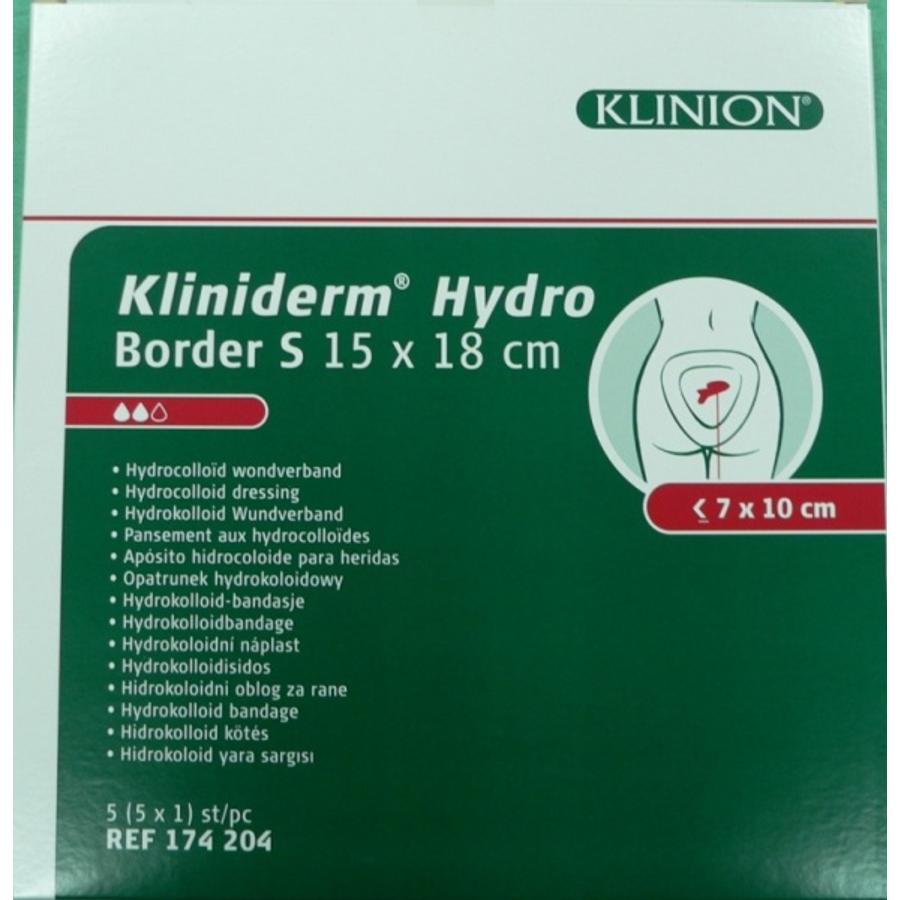 KLINION®
Kliniderm® Hydro
Border S 15 x 18 cm
≤ 7 x 10 cm
• Hydrocolloïd wondverband
• Hydrocolloid dressing
• Hydrokolloid Wundverband
• Pansement aux hydrocolloïdes
• Apósito hidrocoloide para heridas
• Opatrunek hydrokoloidowy
• Hydrokolloid-bandasje
• Hydrokolloidbandage
• Hydrokoloidní náplast
• Hydrokolloidisidos
• Hidrokoloidni oblog za rane
• Hydrokolloid bandage
• Hidrokolloid kötés
• Hidrokoloid yara sargısı
5 (5 x 1) st/pc
REF 174 204